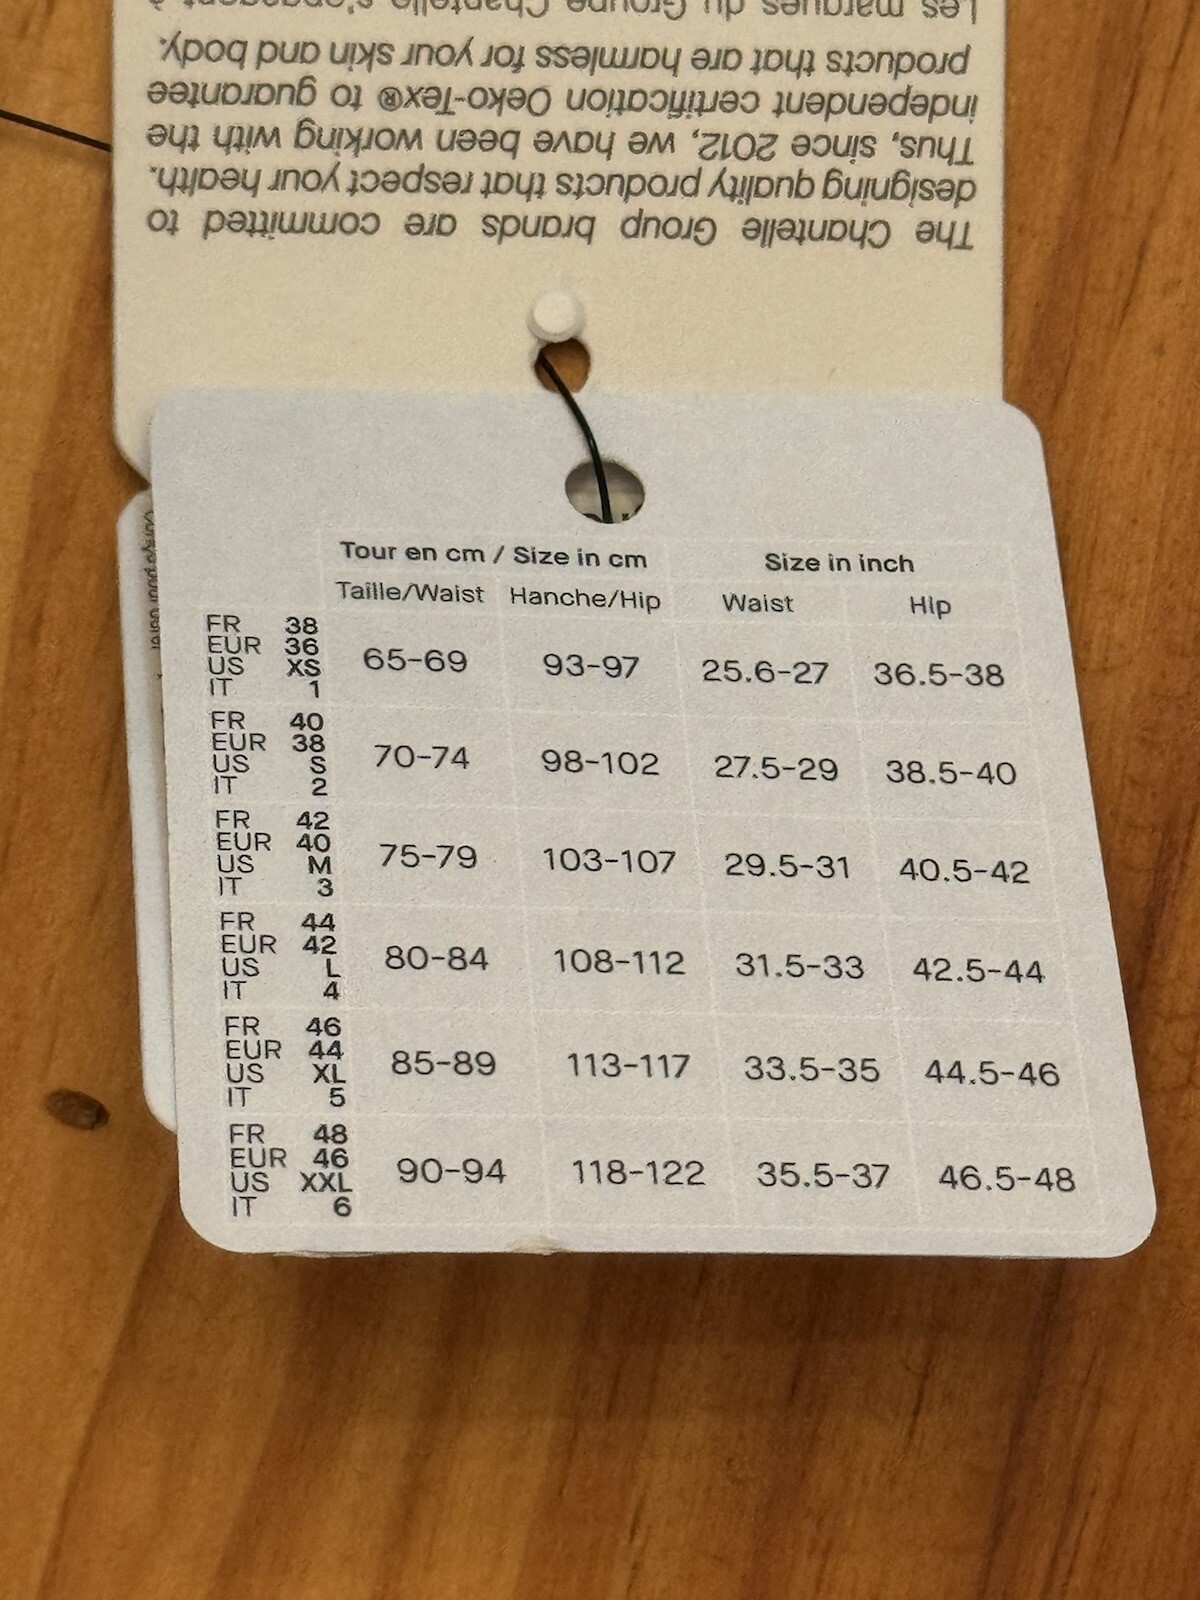 The Chantelle Group brands are committed to
designing quality products that respect your health.
Thus, since 2012, we have been working with the
independent certification Oeko-Tex® to guarantee
products that are harmless for your skin and body.
Les marques du Groupe Chantelle s'engagent à
Tour en cm / Size in cm Size in inch
Taille/Waist Hanche/Hip Waist Hip
FR 38
EUR 36
US XS
IT 1
65-69 93-97 25.6-27 36.5-38
FR 40
EUR 38
US S
IT 2
70-74 98-102 27.5-29 38.5-40
FR 42
EUR 40
US M
IT 3
75-79 103-107 29.5-31 40.5-42
FR 44
EUR 42
US L
IT 4
80-84 108-112 31.5-33 42.5-44
FR 46
EUR 44
US XL
IT 5
85-89 113-117 33.5-35 44.5-46
FR 48
EUR 46
US XXL
IT 6
90-94 118-122 35.5-37 46.5-48